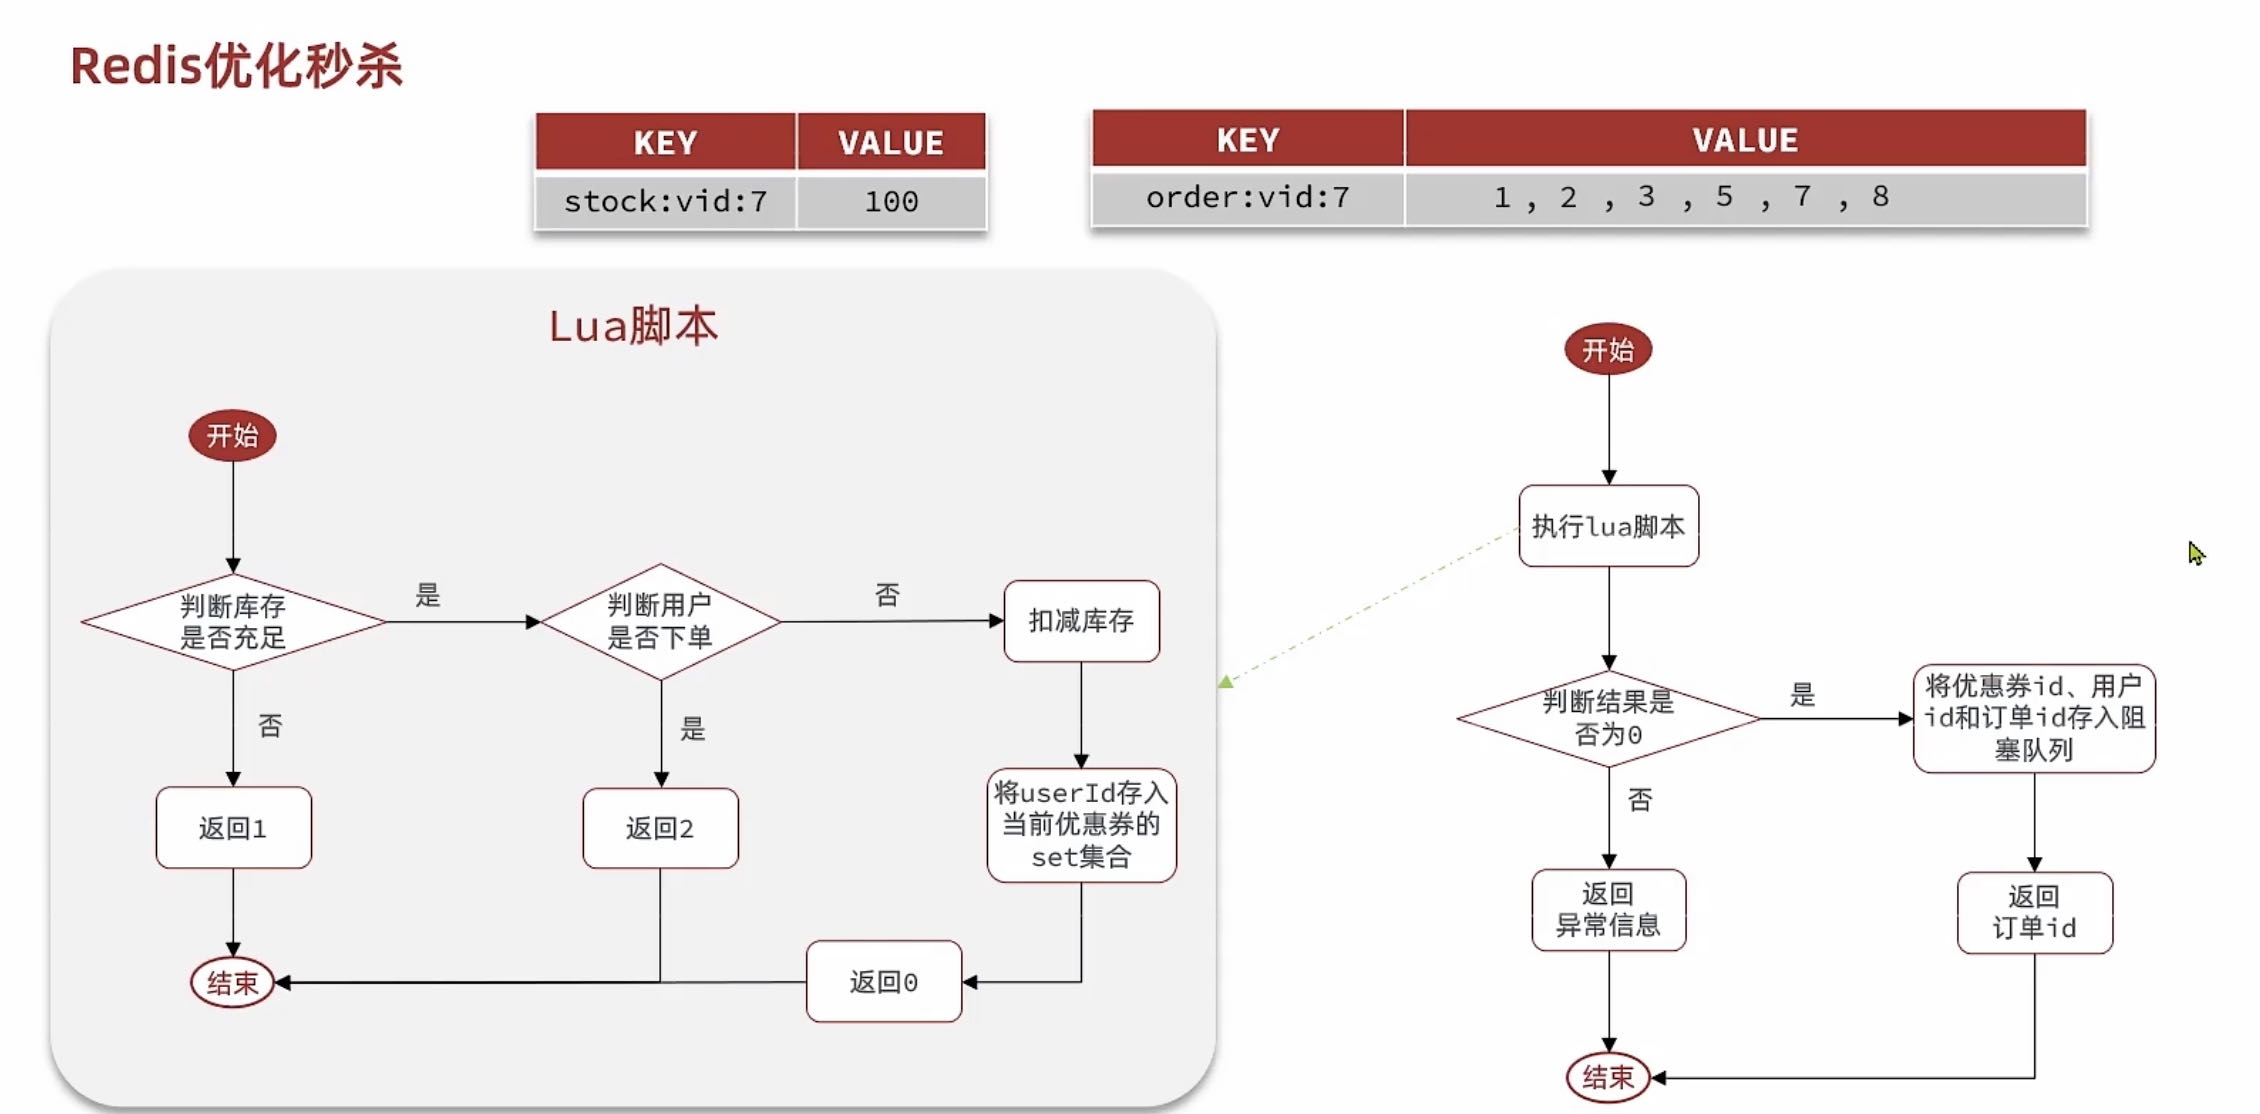 Redis优化秒杀
KEY VALUE
stock:vid:7 100
KEY VALUE
order:vid:7 1 , 2 , 3 , 5 , 7 , 8
Lua脚本
开始
判断库存
是否充足
是
判断用户
是否下单
否
扣减库存
否
是
返回1
返回2
将userId存入
当前优惠券的
set集合
结束
返回0
开始
执行lua脚本
判断结果是
否为0
是
将优惠券id、用户
id和订单id存入阻
塞队列
否
返回
异常信息
返回
订单id
结束